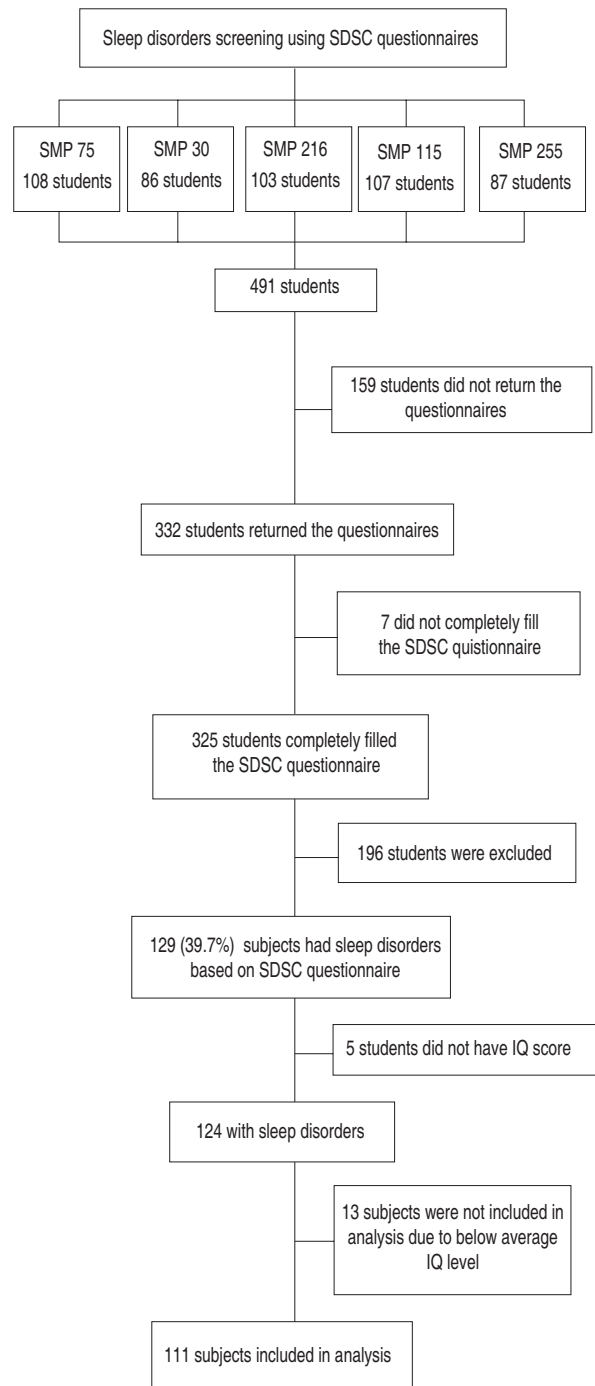 Sleep disorders screening using SDSC questionnaires
SMP 75
108 students
SMP 30
86 students
SMP 216
103 students
SMP 115
107 students
SMP 255
87 students
491 students
159 students did not return the
questionnaires
332 students returned the questionnaires
7 did not completely fill
the SDSC quistionnaire
325 students completely filled
the SDSC questionnaire
196 students were excluded
129 (39.7%) subjects had sleep disorders
based on SDSC questionnaire
5 students did not have IQ score
124 with sleep disorders
13 subjects were not included in
analysis due to below average
IQ level
111 subjects included in analysis